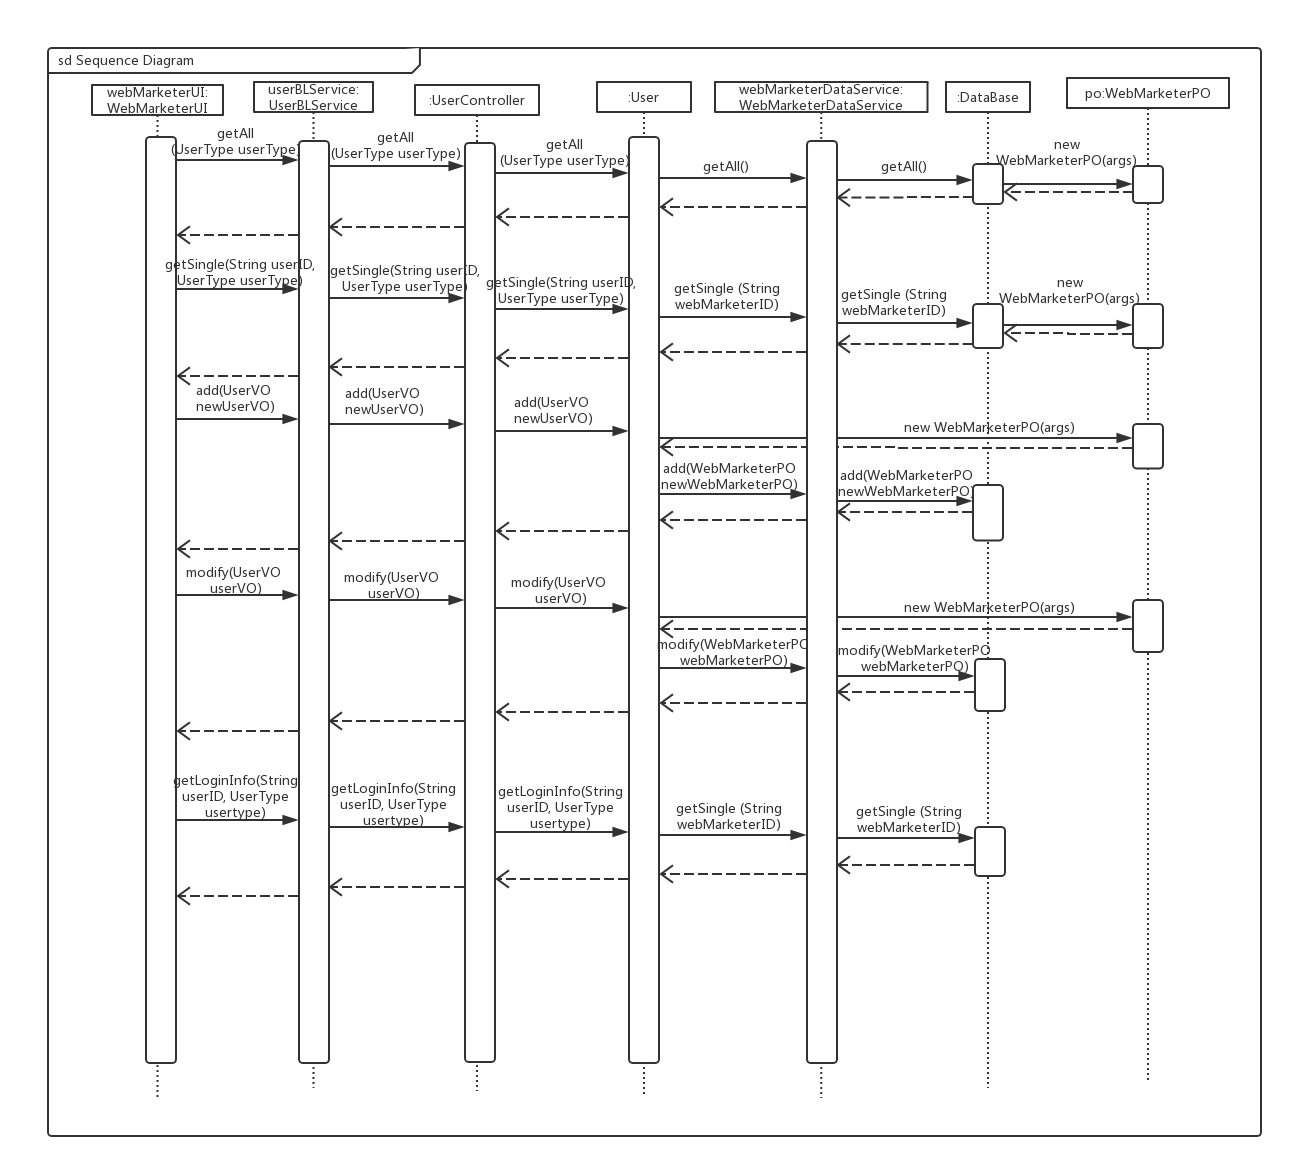 sd Sequence Diagram
webMarketerUI:
WebMarketerUI
userBLService:
UserBLService
:UserController
:User
webMarketerDataService:
WebMarketerDataService
:DataBase
po:WebMarketerPO
getAll
(UserType userType)
getAll
(UserType userType)
getAll
(UserType userType)
getAll()
getAll()
new
WebMarketerPO(args)
getSingle(String userID,
UserType userType)
getSingle(String userID,
UserType userType)
getSingle(String userID,
UserType userType)
getSingle (String
webMarketerID)
getSingle (String
webMarketerID)
new
WebMarketerPO(args)
add(UserVO
newUserVO)
add(UserVO
newUserVO)
add(UserVO
newUserVO)
new WebMarketerPO(args)
add(WebMarketerPO
newWebMarketerPO)
add(WebMarketerPO
newWebMarketerPO)
modify(UserVO
userVO)
modify(UserVO
userVO)
modify(UserVO
userVO)
new WebMarketerPO(args)
modify(WebMarketerPO
webMarketerPO)
modify(WebMarketerPO
webMarketerPO)
getLoginInfo(String
userID, UserType
usertype)
getLoginInfo(String
userID, UserType
usertype)
getLoginInfo(String
userID, UserType
usertype)
getSingle (String
webMarketerID)
getSingle (String
webMarketerID)